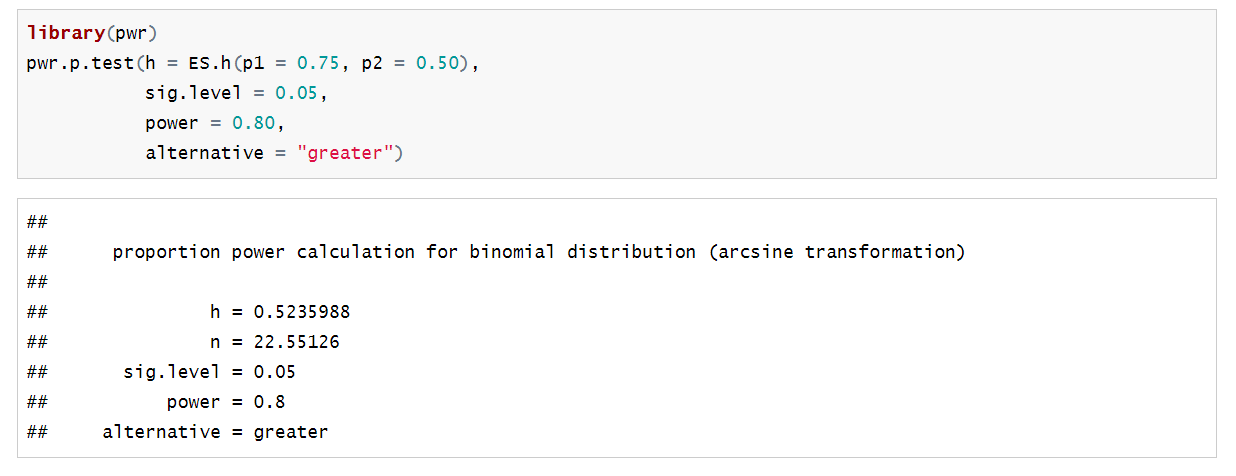 library(pwr)
pwr.p.test(h = ES.h(p1 = 0.75, p2 = 0.50),
           sig.level = 0.05,
           power = 0.80,
           alternative = "greater")
##
##      proportion power calculation for binomial distribution (arcsine transformation)
##
##               h = 0.5235988
##               n = 22.55126
##       sig.level = 0.05
##           power = 0.8
##     alternative = greater